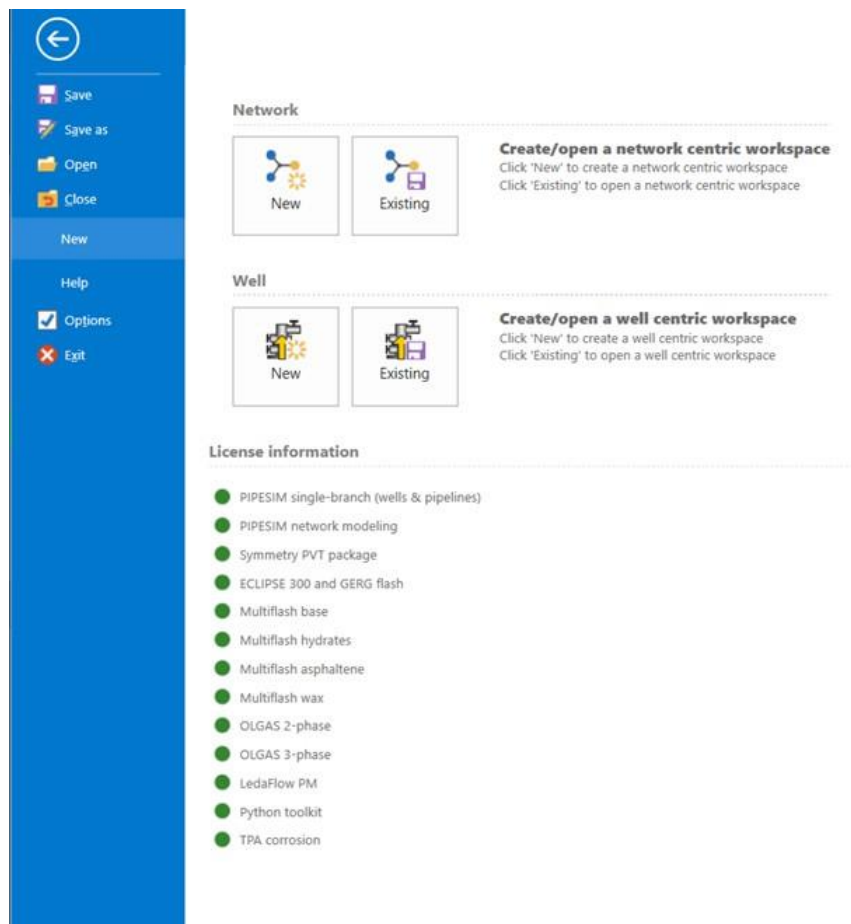 Save
Save as
Open
Close
New
Help
Options
Exit
Network
New
Existing
Create/open a network centric workspace
Click 'New' to create a network centric workspace
Click 'Existing' to open a network centric workspace
Well
New
Existing
Create/open a well centric workspace
Click 'New' to create a well centric workspace
Click 'Existing' to open a well centric workspace
License information
PIPESIM single-branch (wells & pipelines)
PIPESIM network modeling
Symmetry PVT package
ECLIPSE 300 and GERG flash
Multiflash base
Multiflash hydrates
Multiflash asphaltene
Multiflash wax
OLGAS 2-phase
OLGAS 3-phase
LedaFlow PM
Python toolkit
TPA corrosion